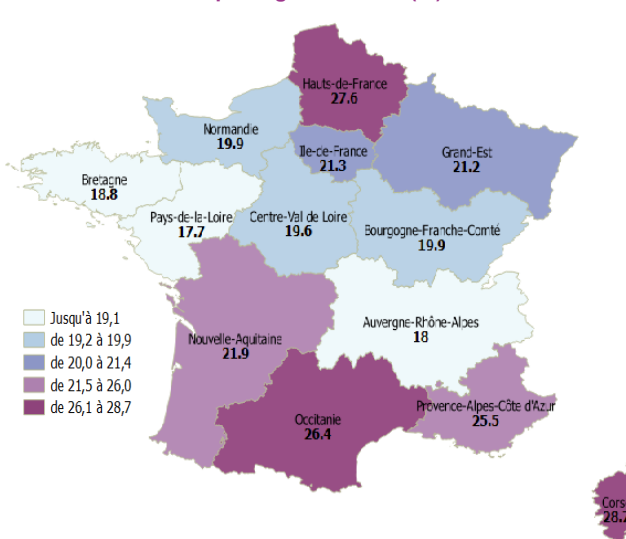 Hauts-de-France
27.6
Normandie
19.9
Ile-de-France
21.3
Grand-Est
21.2
Bretagne
18.8
Pays-de-la-Loire
17.7
Centre-Val de Loire
19.6
Bourgogne-Franche-Comté
19.9
Jusqu'à 19,1
de 19,2 à 19,9
de 20,0 à 21,4
de 21,5 à 26,0
de 26,1 à 28,7
Nouvelle-Aquitaine
21.9
Auvergne-Rhône-Alpes
18
Occitanie
26.4
Provence-Alpes-Côte d'Azur
25.5